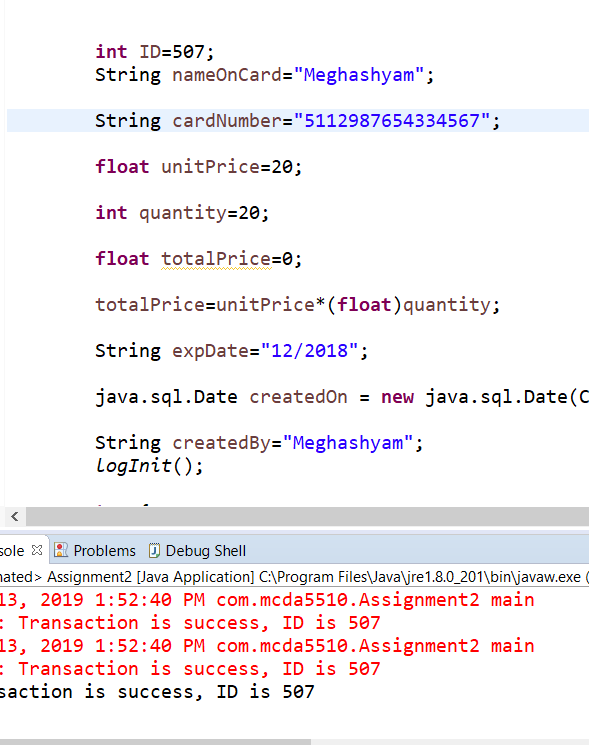 int ID=507;
String nameOnCard="Meghashyam";
String cardNumber="5112987654334567";
float unitPrice=20;
int quantity=20;
float totalPrice=0;
totalPrice=unitPrice*(float)quantity;
String expDate="12/2018";
java.sql.Date createdOn = new java.sql.Date(C
String createdBy="Meghashyam";
logInit();
sole Problems Debug Shell
nated> Assignment2 [Java Application] C:\Program Files\Java\jre1.8.0_201\bin\javaw.exe (
13, 2019 1:52:40 PM com.mcda5510.Assignment2 main
: Transaction is success, ID is 507
13, 2019 1:52:40 PM com.mcda5510.Assignment2 main
: Transaction is success, ID is 507
saction is success, ID is 507